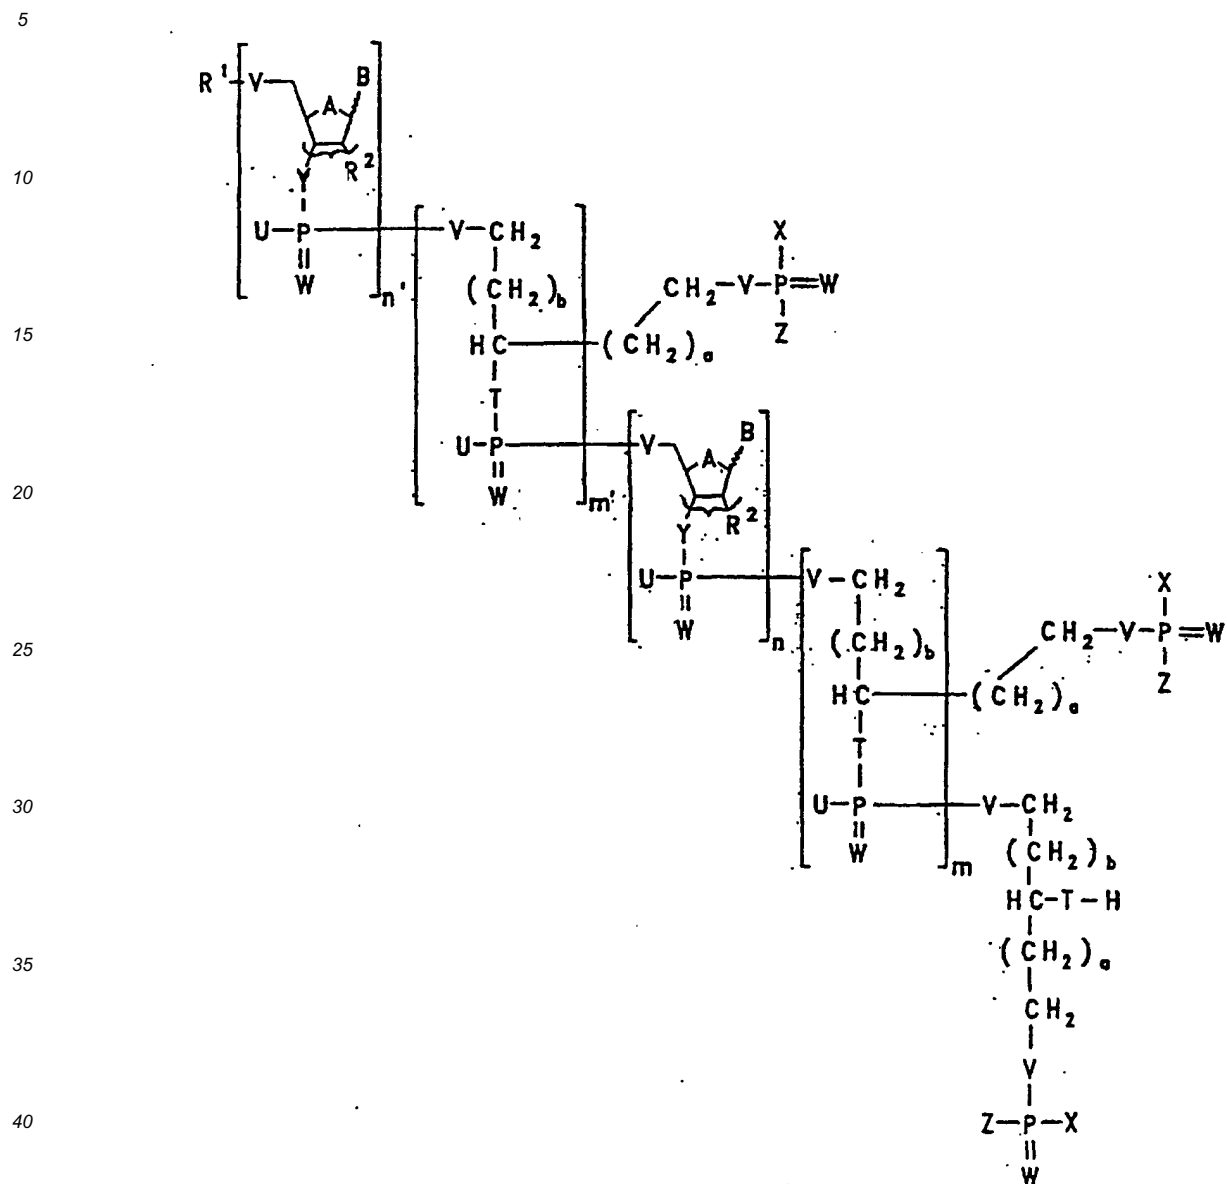 5
R¹ V B
A
Y R²
10
U-P V-CH₂ X
W n' (CH₂)b CH₂-V-P=W
15 HC (CH₂)a Z
T B
U-P V A
20 W m' Y R²
U-P V-CH₂ X
W n (CH₂)b CH₂-V-P=W
25
HC (CH₂)a Z
T
30 U-P V-CH₂
W m (CH₂)b
HC-T-H
35 (CH₂)a
CH₂
V
40 Z-P-X
W